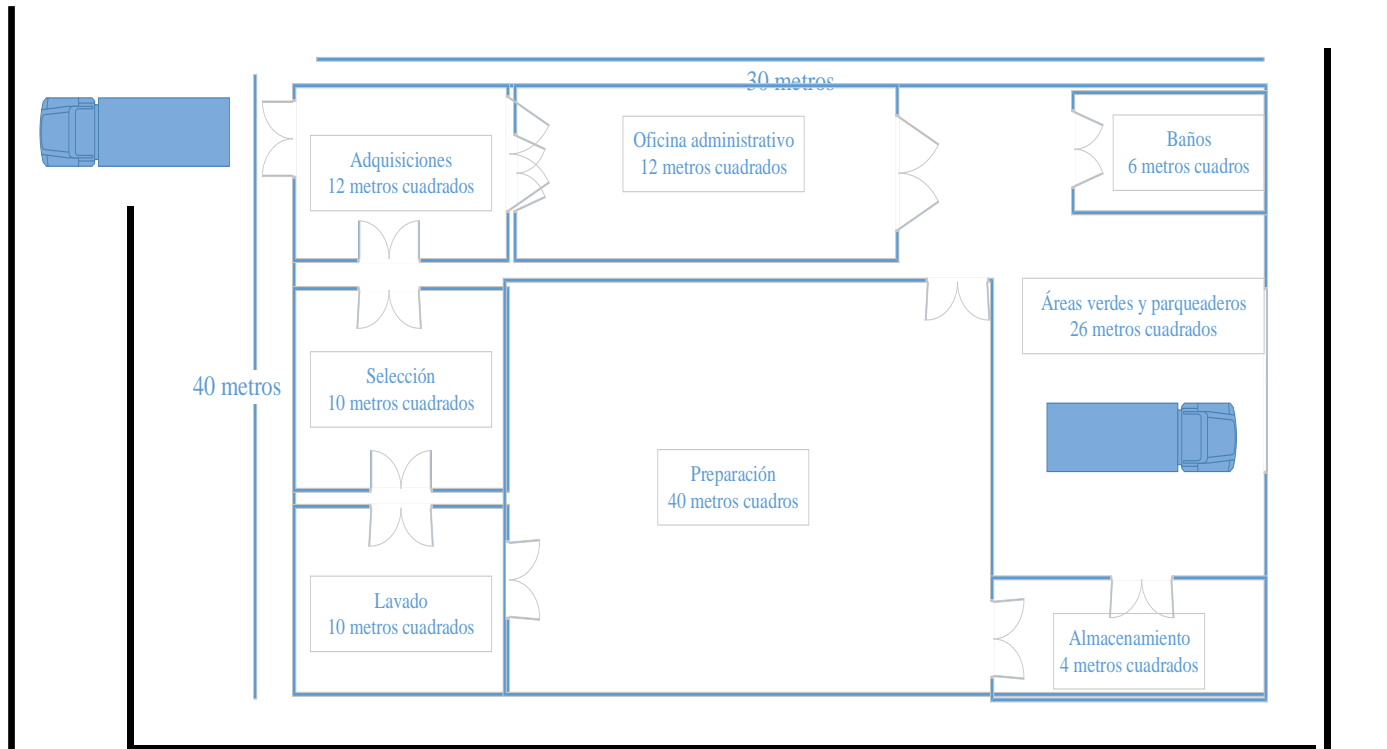 30 metros
Oficina administrativo
12 metros cuadrados
Baños
6 metros cuadros
Adquisiciones
12 metros cuadrados
Áreas verdes y parqueaderos
26 metros cuadrados
40 metros
Selección
10 metros cuadrados
Preparación
40 metros cuadros
Lavado
10 metros cuadrados
Almacenamiento
4 metros cuadrados